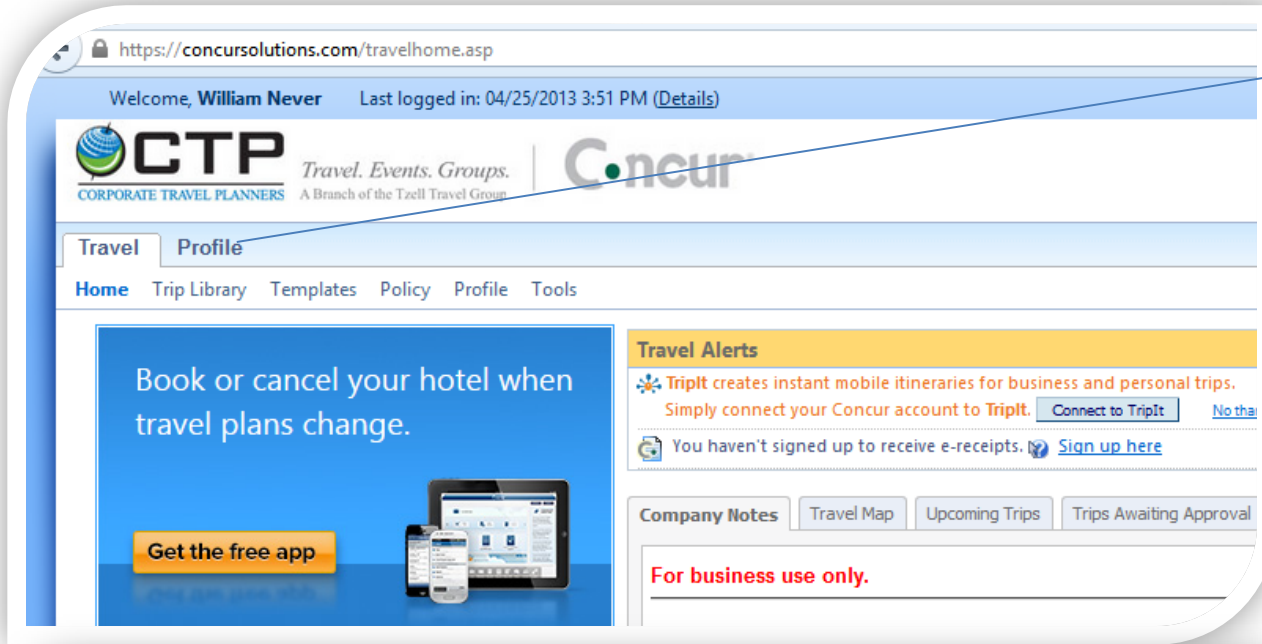 https://concursolutions.com/travelhome.asp
Welcome, William Never Last logged in: 04/25/2013 3:51 PM (Details)
CTP
CORPORATE TRAVEL PLANNERS
Travel. Events. Groups.
A Branch of the Tzell Travel Group
Concur
Travel Profile
Home Trip Library Templates Policy Profile Tools
Book or cancel your hotel when
travel plans change.
Get the free app
Travel Alerts
TripIt creates instant mobile itineraries for business and personal trips.
Simply connect your Concur account to TripIt. Connect to TripIt No
You haven't signed up to receive e-receipts. Sign up here
Company Notes Travel Map Upcoming Trips Trips Awaiting Approval
For business use only.